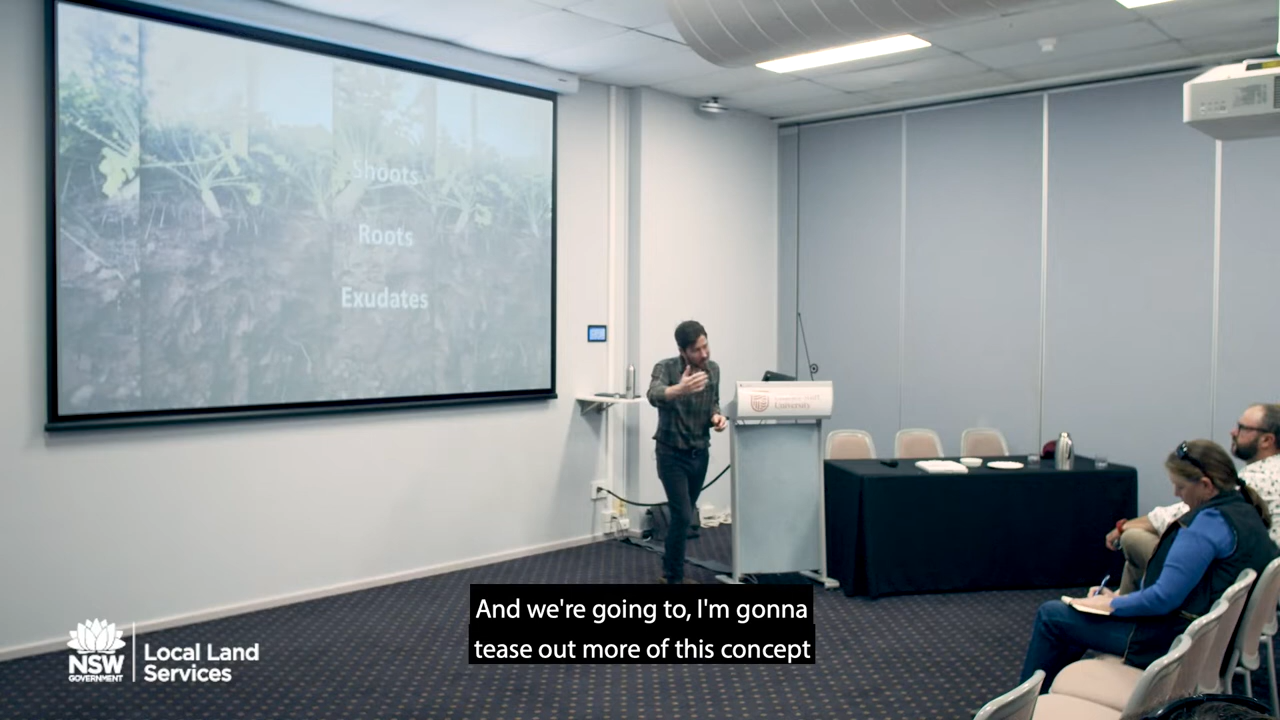 Shoots
Roots
Exudates
University
And we're going to, I'm gonna
tease out more of this concept
NSW
GOVERNMENT
Local Land
Services